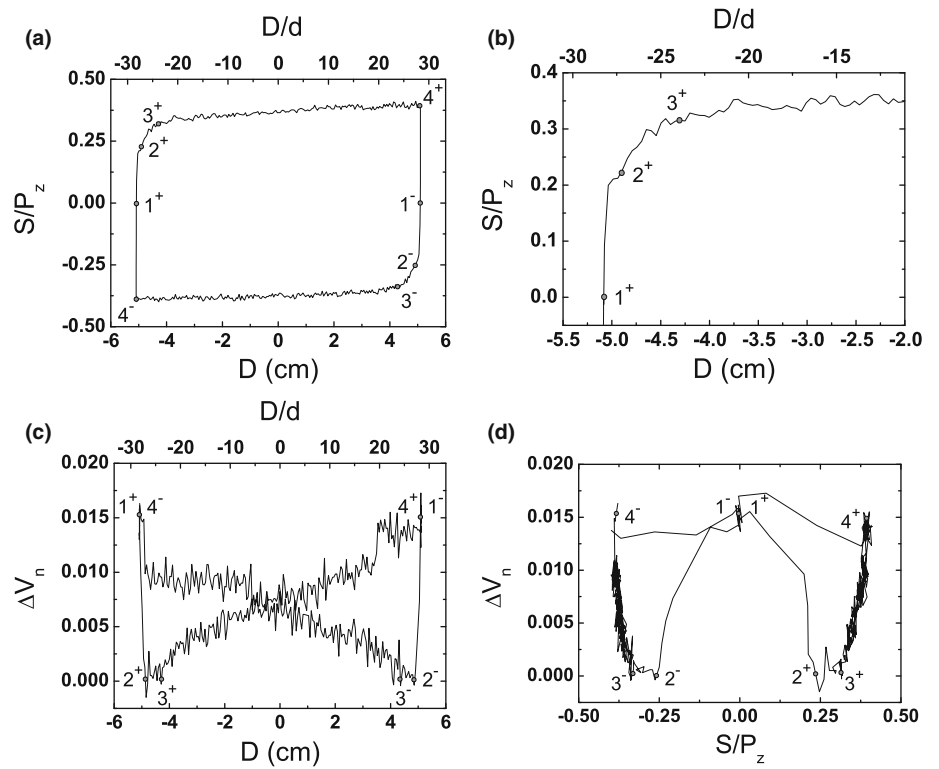 (a)
D/d
-30 -20 -10 0 10 20 30
S/P_z
0.50
0.25
0.00
-0.25
-0.50
3⁺
2⁺
1⁺
4⁻
4⁺
1⁻
2⁻
3⁻
-6 -4 -2 0 2 4 6
D (cm)
(b)
D/d
-30 -25 -20 -15
S/P_z
0.4
0.3
0.2
0.1
0.0
3⁺
2⁺
1⁺
-5.5 -5.0 -4.5 -4.0 -3.5 -3.0 -2.5 -2.0
D (cm)
(c)
D/d
-30 -20 -10 0 10 20 30
ΔV_n
0.020
0.015
0.010
0.005
0.000
1⁺ 4⁻
4⁺ 1⁻
2⁺
3⁺
3⁻ 2⁻
-6 -4 -2 0 2 4 6
D (cm)
(d)
ΔV_n
0.020
0.015
0.010
0.005
0.000
4⁻
1⁻ 1⁺
4⁺
3⁻ 2⁻
2⁺ 3⁺
-0.50 -0.25 0.00 0.25 0.50
S/P_z